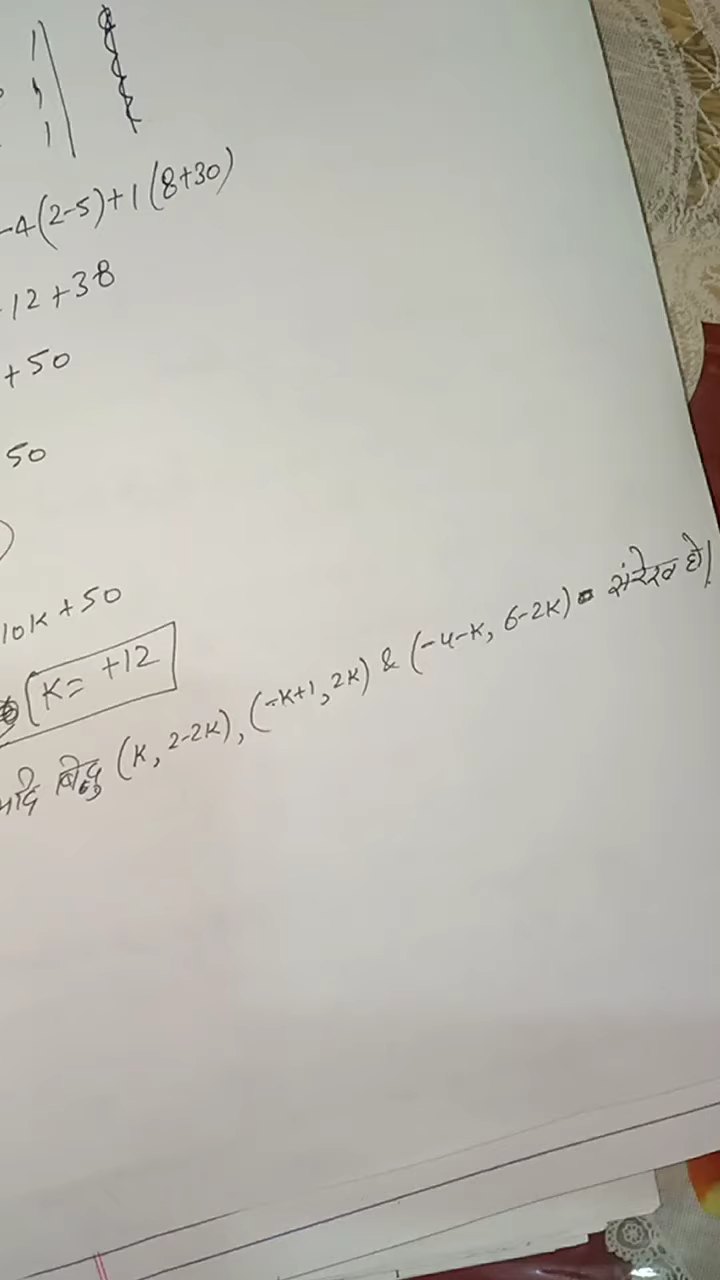 1
1
1
-4(2-5)+1(8+30)
12+38
+50
50
10K+50
K= +12
यदि बिंदु (K, 2-2K), (-K+1, 2K) & (-4-K, 6-2K) संरेख हो।